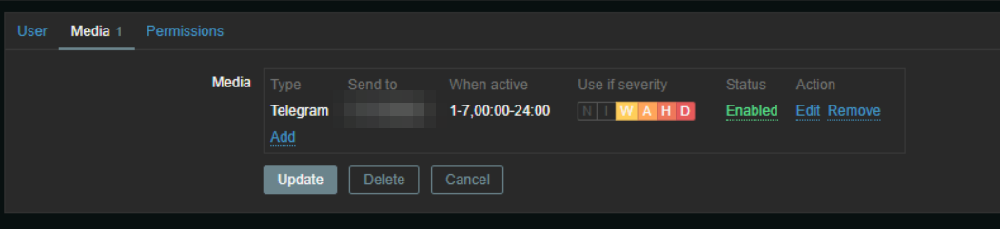 User Media 1 Permissions
Media Type Send to When active Use if severity Status Action
Telegram 1-7,00:00-24:00 N I W A H D Enabled Edit Remove
Add
Update Delete Cancel